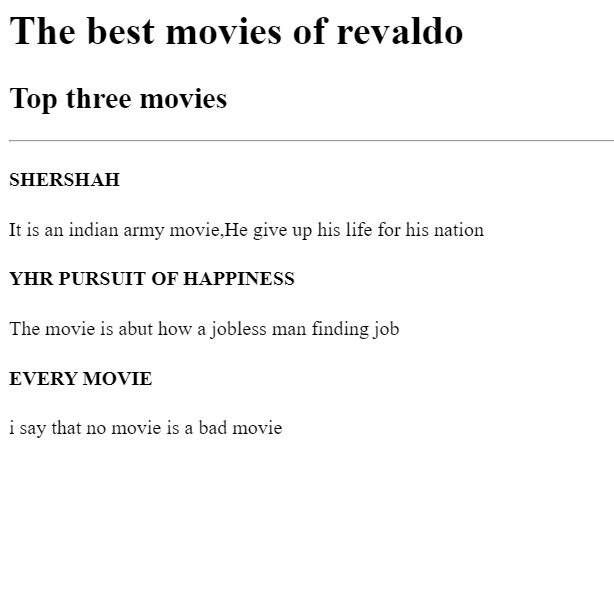 The best movies of revaldo
Top three movies
SHERSHAH
It is an indian army movie,He give up his life for his nation
YHR PURSUIT OF HAPPINESS
The movie is abut how a jobless man finding job
EVERY MOVIE
i say that no movie is a bad movie